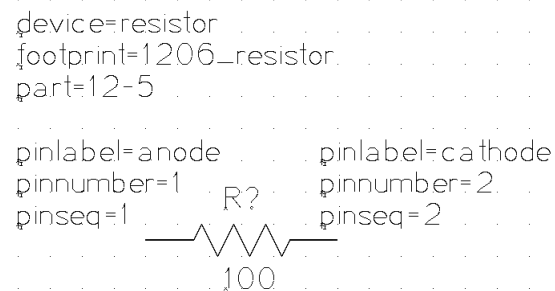 device=resistor
footprint=1206_resistor
part=12-5
pinlabel=anode
pinnumber=1
pinseq=1
pinlabel=cathode
pinnumber=2
pinseq=2
R?
100